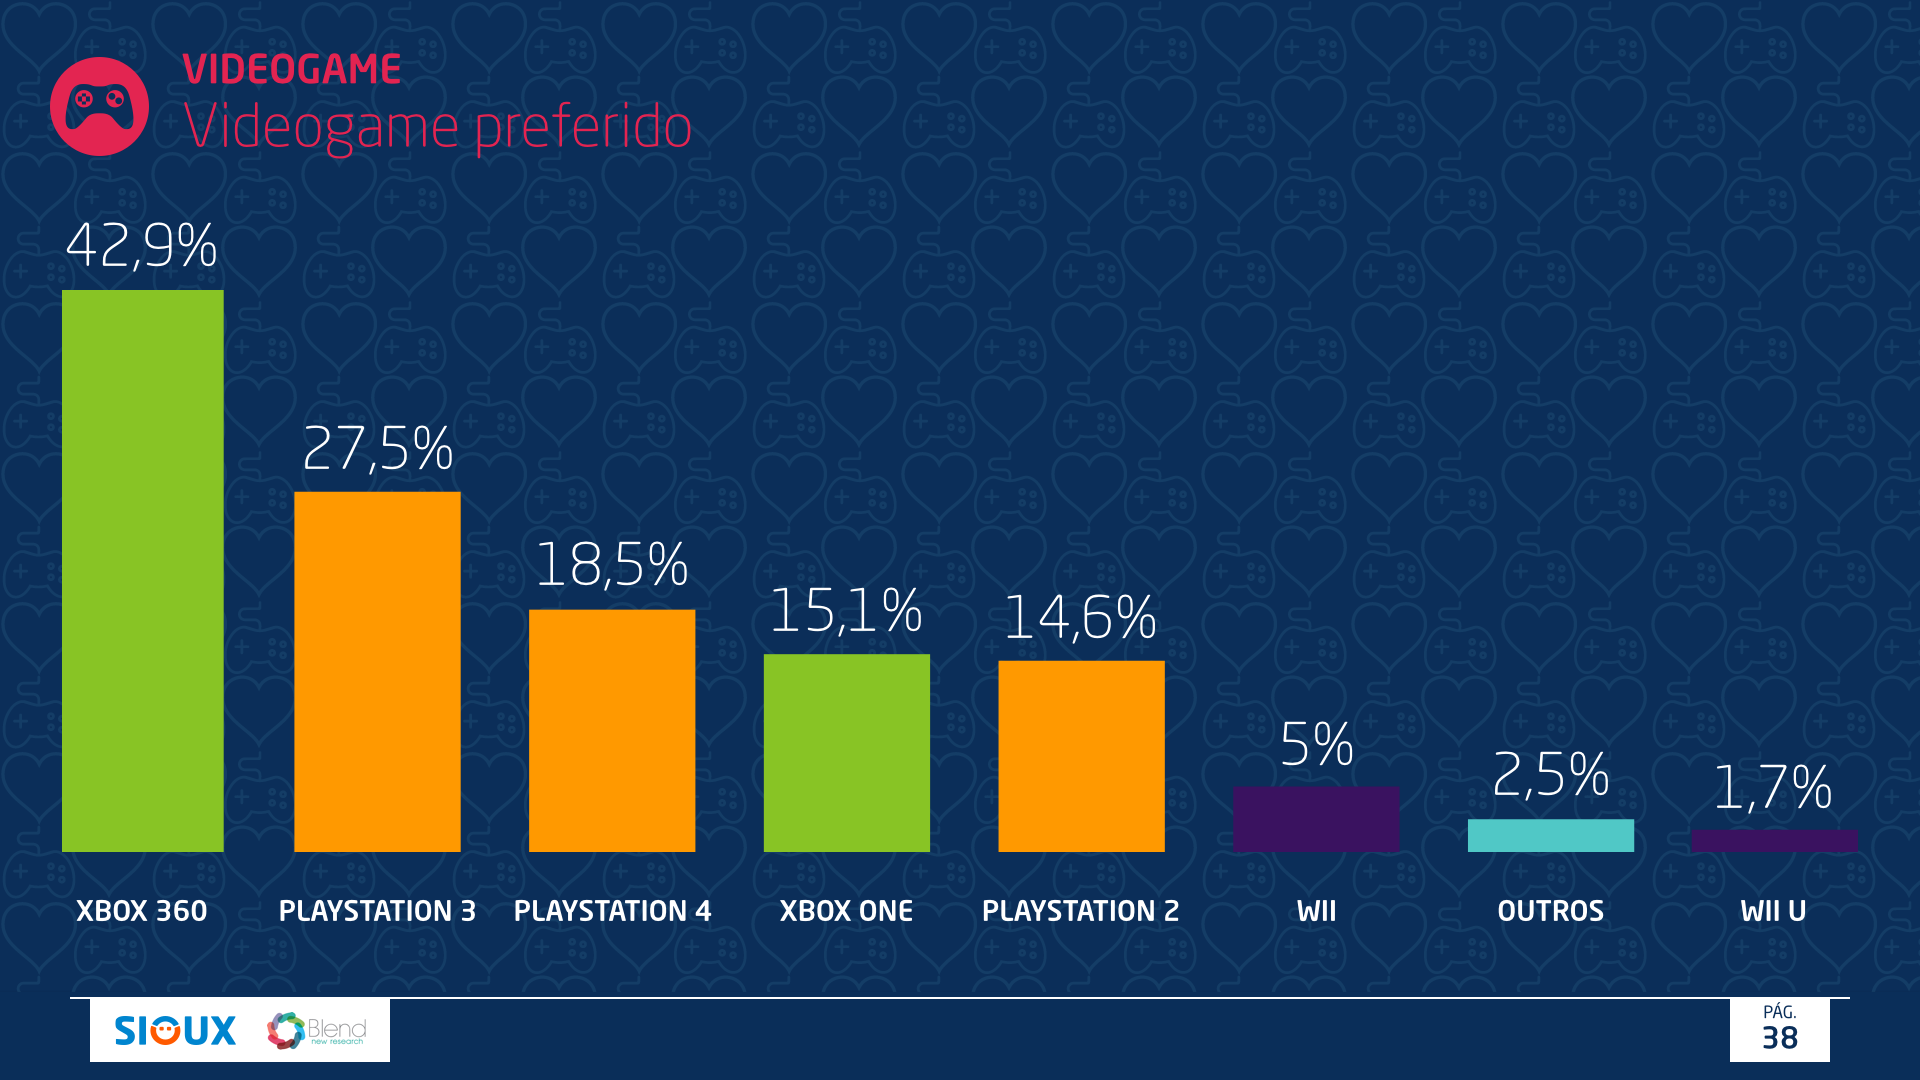 VIDEOGAME
Videogame preferido
42,9%
27,5%
18,5%
15,1%
14,6%
5%
2,5%
1,7%
XBOX 360
PLAYSTATION 3
PLAYSTATION 4
XBOX ONE
PLAYSTATION 2
WII
OUTROS
WII U
SIOUX
Blend
new research
PÁG.
38